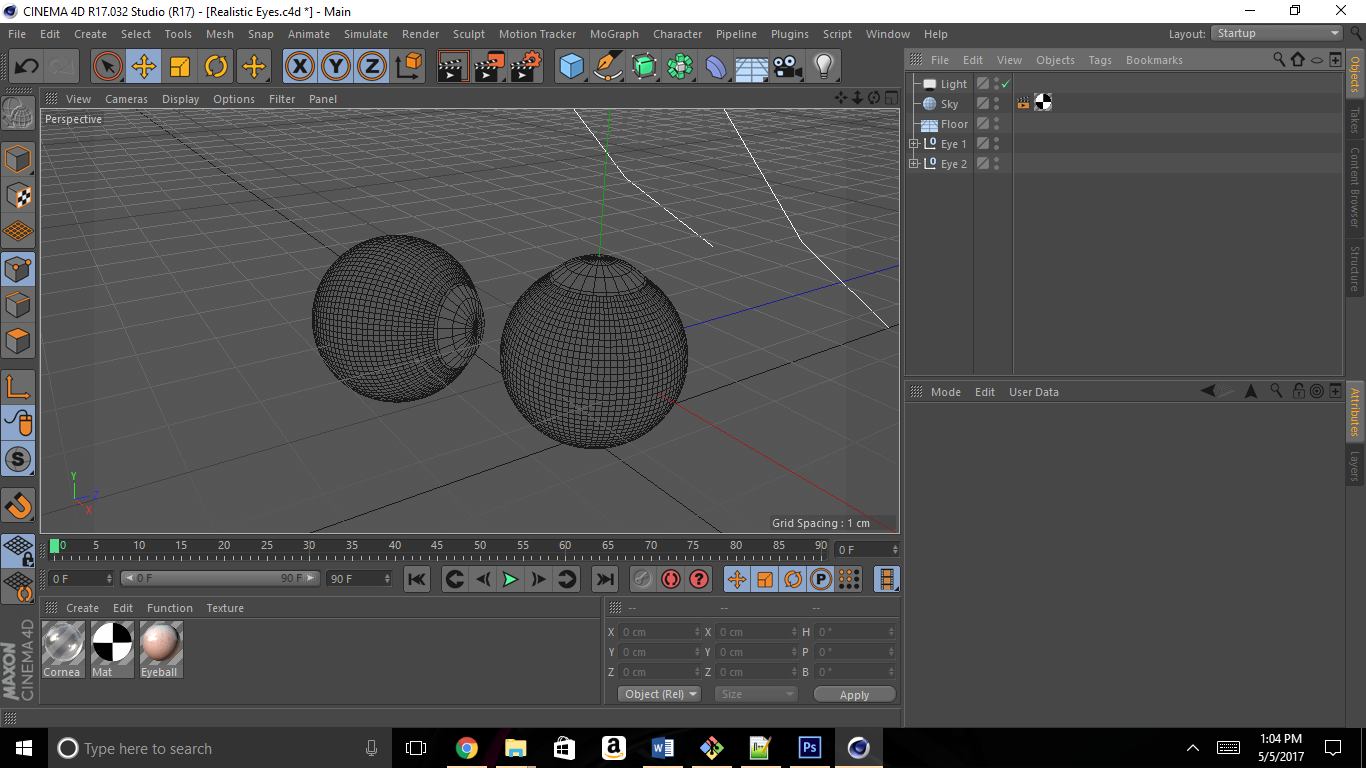 CINEMA 4D R17.032 Studio (R17) - [Realistic Eyes.c4d *] - Main
File Edit Create Select Tools Mesh Snap Animate Simulate Render Sculpt Motion Tracker MoGraph Character Pipeline Plugins Script Window Help Layout: Startup
X Y Z
File Edit View Objects Tags Bookmarks
View Cameras Display Options Filter Panel
Perspective
Light
Sky
Floor
0 Eye 1
0 Eye 2
Objects
Takes
Content Browser
Structure
Mode Edit User Data
Attributes
Layers
S
Y
Z
X
Grid Spacing : 1 cm
0 5 10 15 20 25 30 35 40 45 50 55 60 65 70 75 80 85 90 0 F
0 F 0 F 90 F 90 F ? P
Create Edit Function Texture
-- -- --
X 0 cm X 0 cm H 0 °
Y 0 cm Y 0 cm P 0 °
Z 0 cm Z 0 cm B 0 °
Object (Rel) Size Apply
Cornea Mat Eyeball
MAXON
CINEMA 4D
Type here to search
a W Ps
1:04 PM
5/5/2017